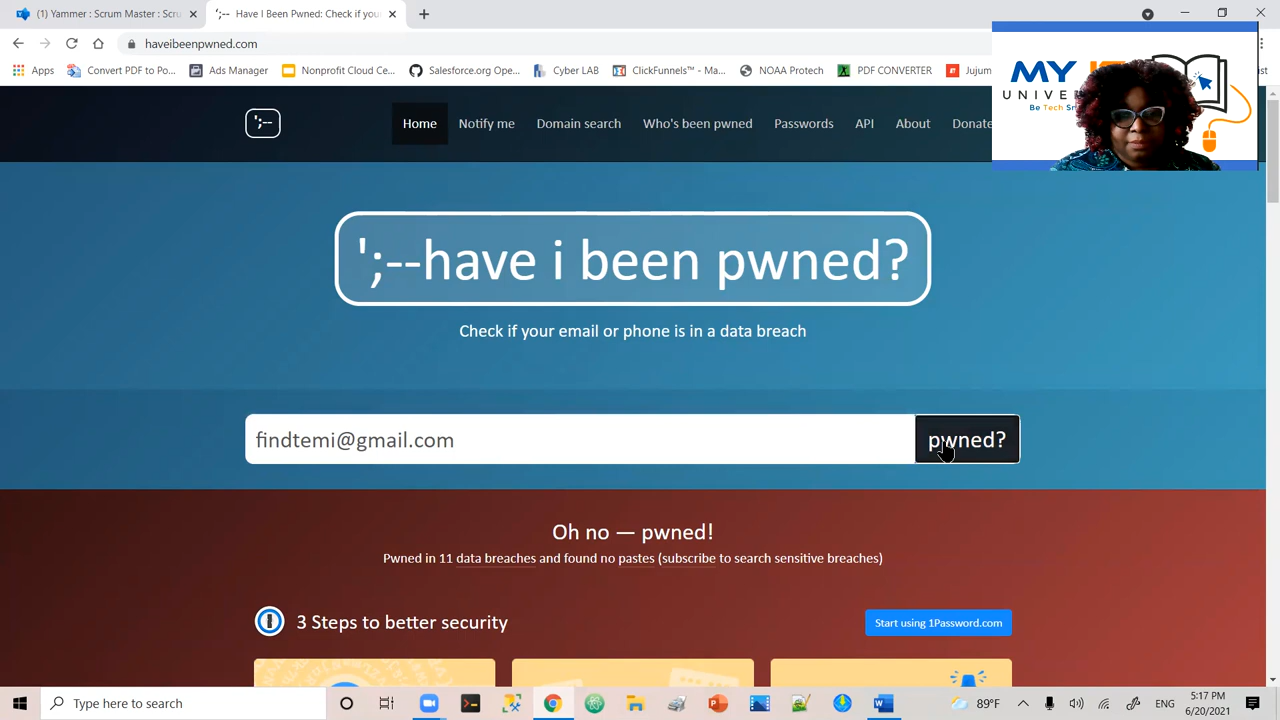 (1) Yammer : Scrum Master : Scru
';-- Have I Been Pwned: Check if you
haveibeenpwned.com
Apps
Convert PDF to Po...
Ads Manager
Nonprofit Cloud Ce...
Salesforce.org Open...
Cyber LAB
ClickFunnels™ - Ma...
NOAA Protech
PDF CONVERTER
Jujum
ist
MY
UNIVE
Be Tech
';--
Home
Notify me
Domain search
Who's been pwned
Passwords
API
About
Donate
';--have i been pwned?
Check if your email or phone is in a data breach
findtemi@gmail.com
pwned?
Oh no — pwned!
Pwned in 11 data breaches and found no pastes (subscribe to search sensitive breaches)
3 Steps to better security
Start using 1Password.com
Type here to search
89°F
ENG
5:17 PM
6/20/2021